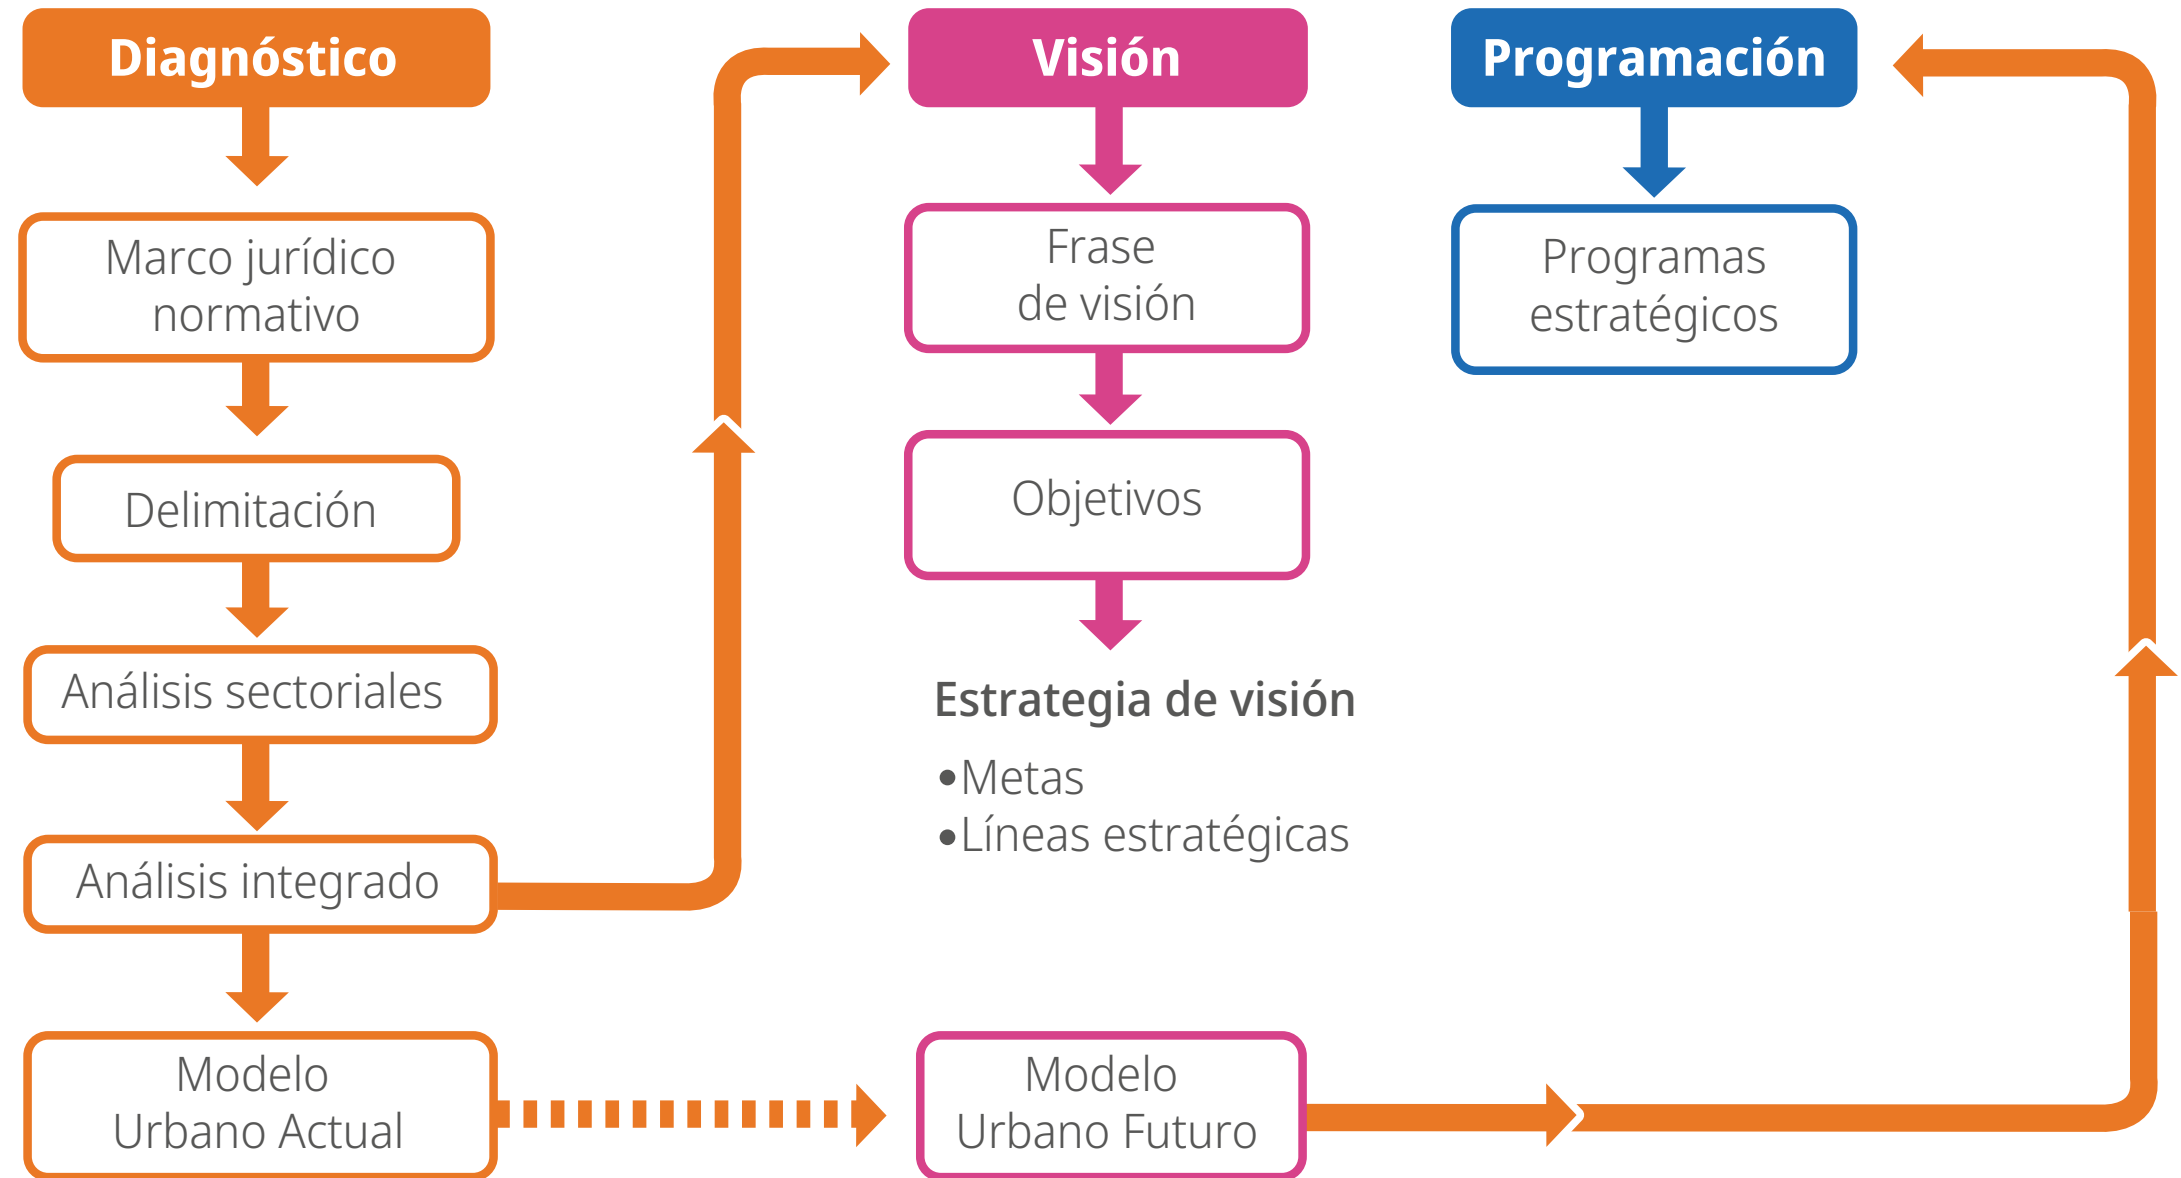 Diagnóstico
Marco jurídico
normativo
Delimitación
Análisis sectoriales
Análisis integrado
Modelo
Urbano Actual
Visión
Frase
de visión
Objetivos
Estrategia de visión
•Metas
•Líneas estratégicas
Modelo
Urbano Futuro
Programación
Programas
estratégicos